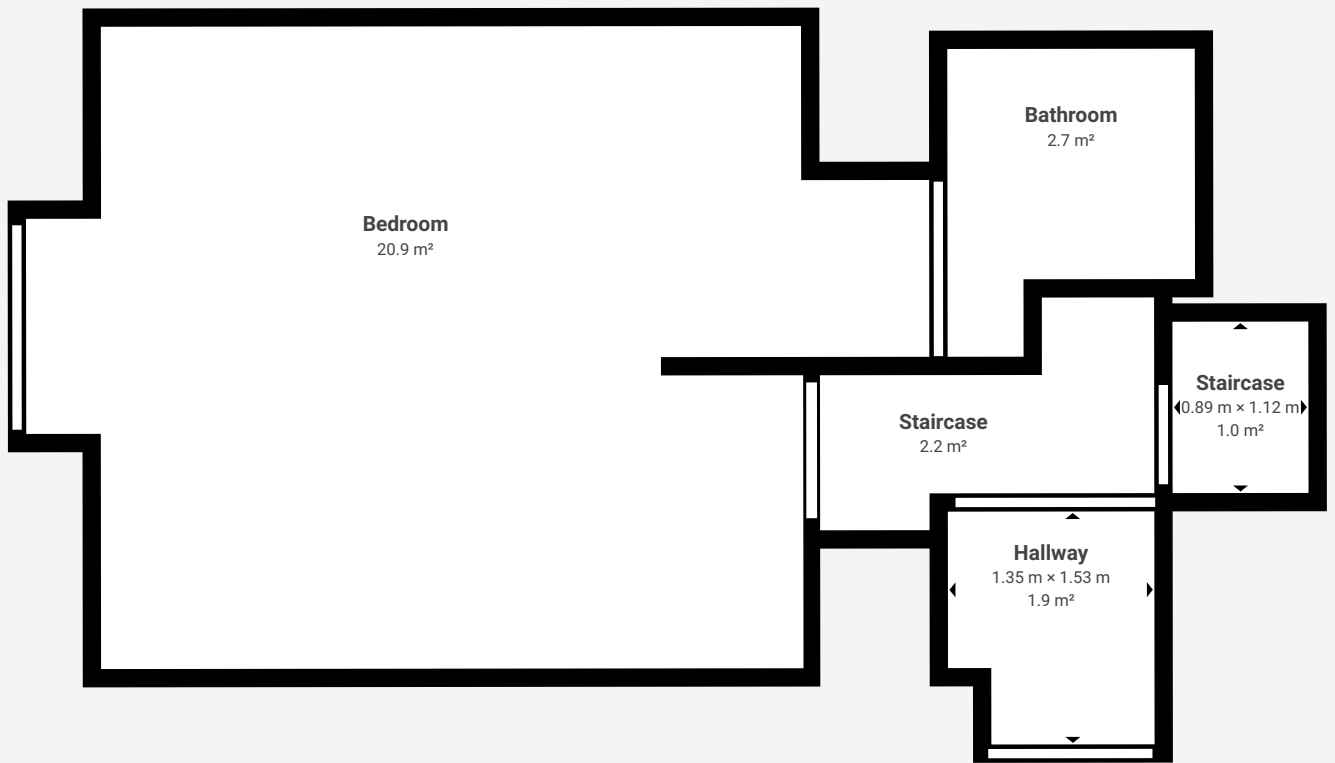 Bathroom
2.7 m²
Bedroom
20.9 m²
Staircase
0.89 m × 1.12 m
1.0 m²
Staircase
2.2 m²
Hallway
1.35 m × 1.53 m
1.9 m²